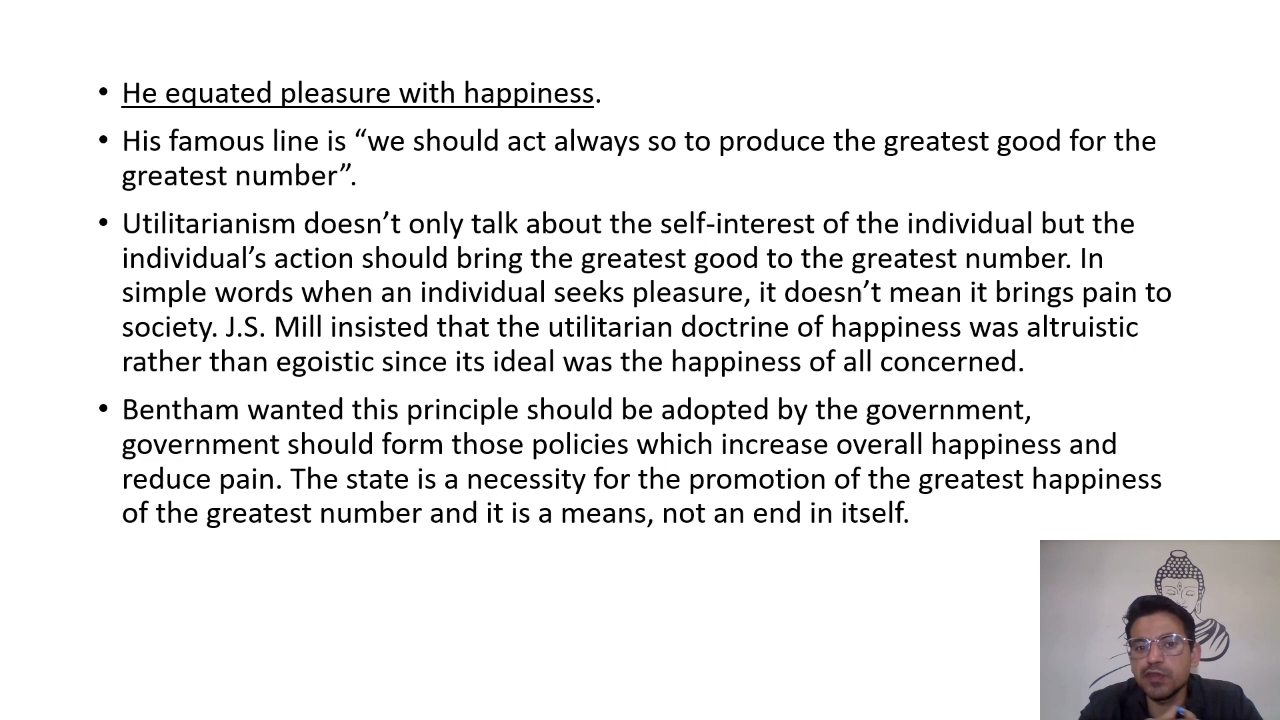 • He equated pleasure with happiness.
• His famous line is “we should act always so to produce the greatest good for the
greatest number”.
• Utilitarianism doesn’t only talk about the self-interest of the individual but the
individual’s action should bring the greatest good to the greatest number. In
simple words when an individual seeks pleasure, it doesn’t mean it brings pain to
society. J.S. Mill insisted that the utilitarian doctrine of happiness was altruistic
rather than egoistic since its ideal was the happiness of all concerned.
• Bentham wanted this principle should be adopted by the government,
government should form those policies which increase overall happiness and
reduce pain. The state is a necessity for the promotion of the greatest happiness
of the greatest number and it is a means, not an end in itself.